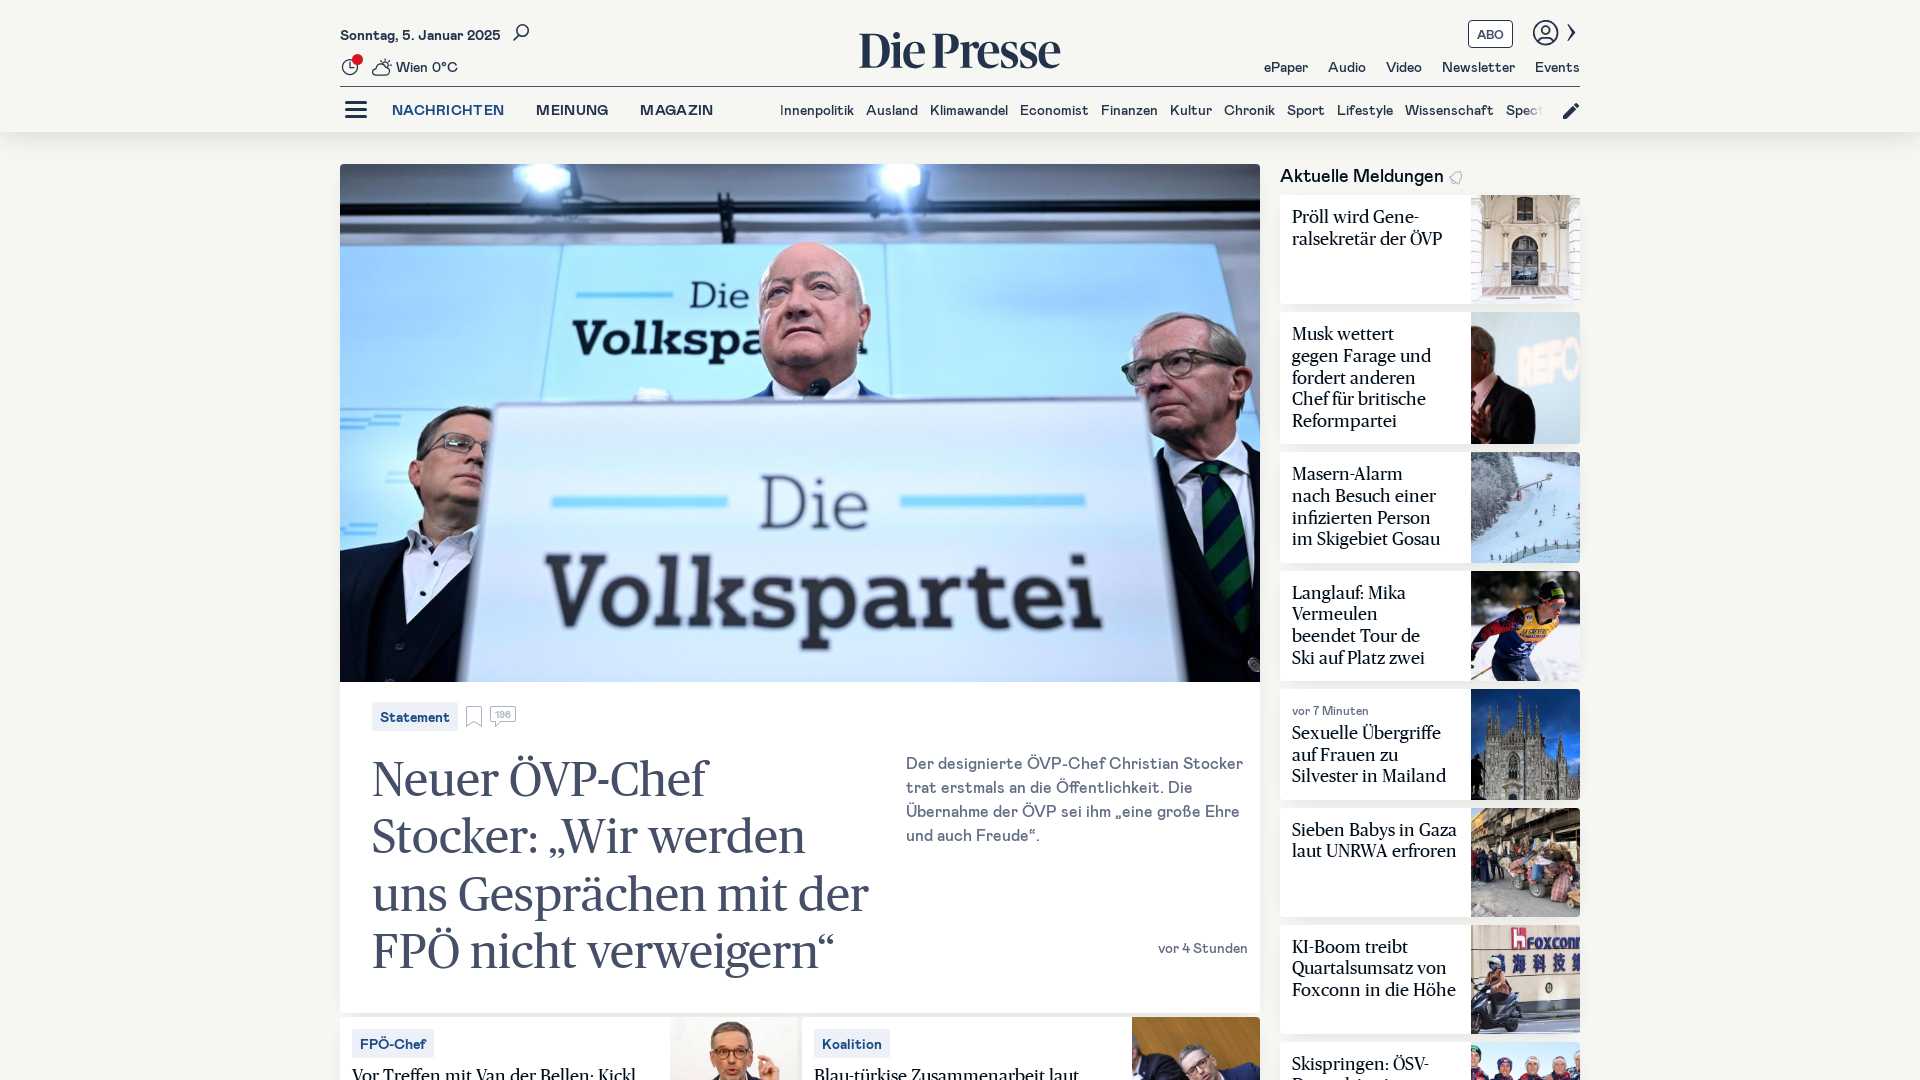 Sonntag, 5. Januar 2025
Wien 0°C
Die Presse
ABO
ePaper
Audio
Video
Newsletter
Events
NACHRICHTEN
MEINUNG
MAGAZIN
Innenpolitik
Ausland
Klimawandel
Economist
Finanzen
Kultur
Chronik
Sport
Lifestyle
Wissenschaft
Spect
Die
Volkspa
Die
Volkspartei
Statement
196
Neuer ÖVP-Chef
Stocker: „Wir werden
uns Gesprächen mit der
FPÖ nicht verweigern“
Der designierte ÖVP-Chef Christian Stocker
trat erstmals an die Öffentlichkeit. Die
Übernahme der ÖVP sei ihm „eine große Ehre
und auch Freude“.
vor 4 Stunden
FPÖ-Chef
Vor Treffen mit Van der Bellen: Kickl
Koalition
Blau-türkise Zusammenarbeit laut
Aktuelle Meldungen
Pröll wird Gene-
ralsekretär der ÖVP
Musk wettert
gegen Farage und
fordert anderen
Chef für britische
Reformpartei
REFO
Masern-Alarm
nach Besuch einer
infizierten Person
im Skigebiet Gosau
Langlauf: Mika
Vermeulen
beendet Tour de
Ski auf Platz zwei
vor 7 Minuten
Sexuelle Übergriffe
auf Frauen zu
Silvester in Mailand
Sieben Babys in Gaza
laut UNRWA erfroren
KI-Boom treibt
Quartalsumsatz von
Foxconn in die Höhe
Foxconn
海科技集
Skispringen: ÖSV-